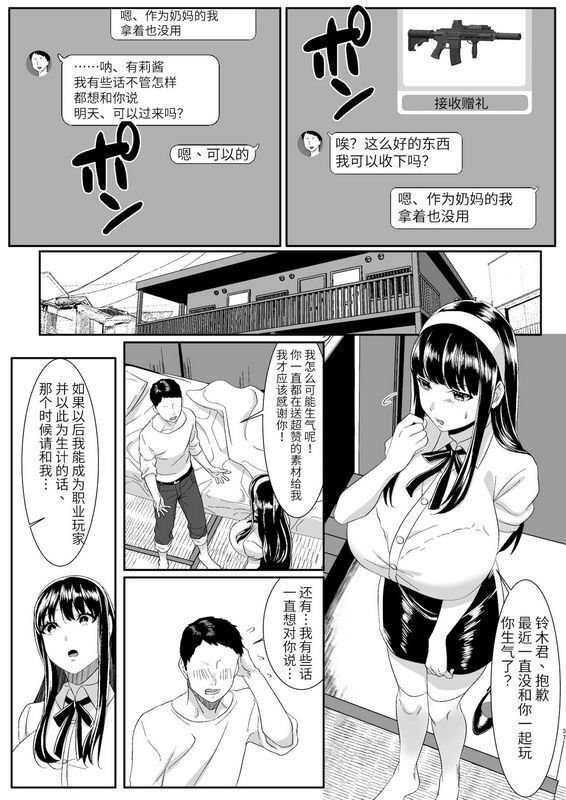 接收赠礼
唉？这么好的东西
我可以收下吗？
嗯、作为奶妈的我
拿着也没用
ポン
嗯、作为奶妈的我
拿着也没用
……呐、有莉酱
我有些话不管怎样
都想和你说
明天、可以过来吗？
嗯、可以的
ポン
铃木君、抱歉
最近一直没和你一起玩
你生气了？
我怎么可能生气呢！
你一直都在送超赞的素材给我
我才应该感谢你！
还有…我有些话
一直想对你说…
如果以后我能成为职业玩家
并以此为生计的话、
那个时候请和我…
37